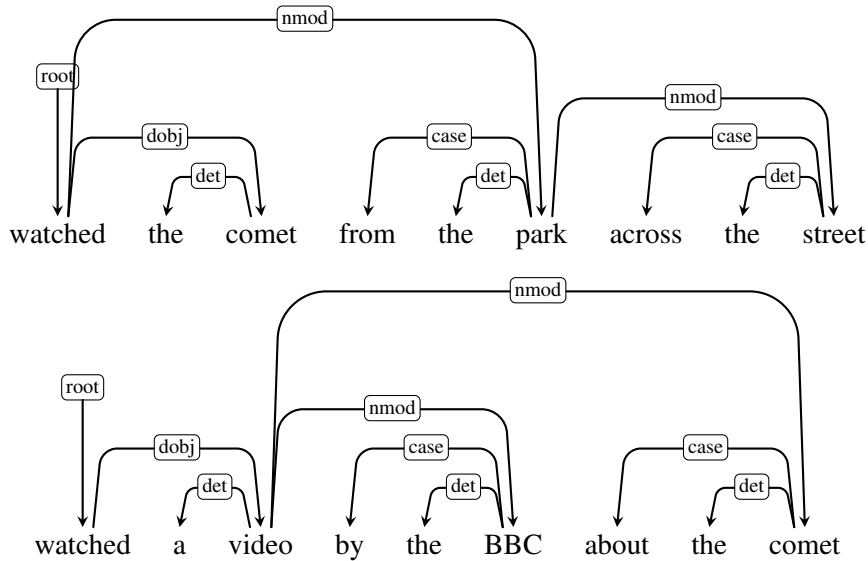 nmod
root
nmod
dobj case case
det det det
watched the comet from the park across the street
nmod
root
nmod
dobj case case
det det det
watched a video by the BBC about the comet